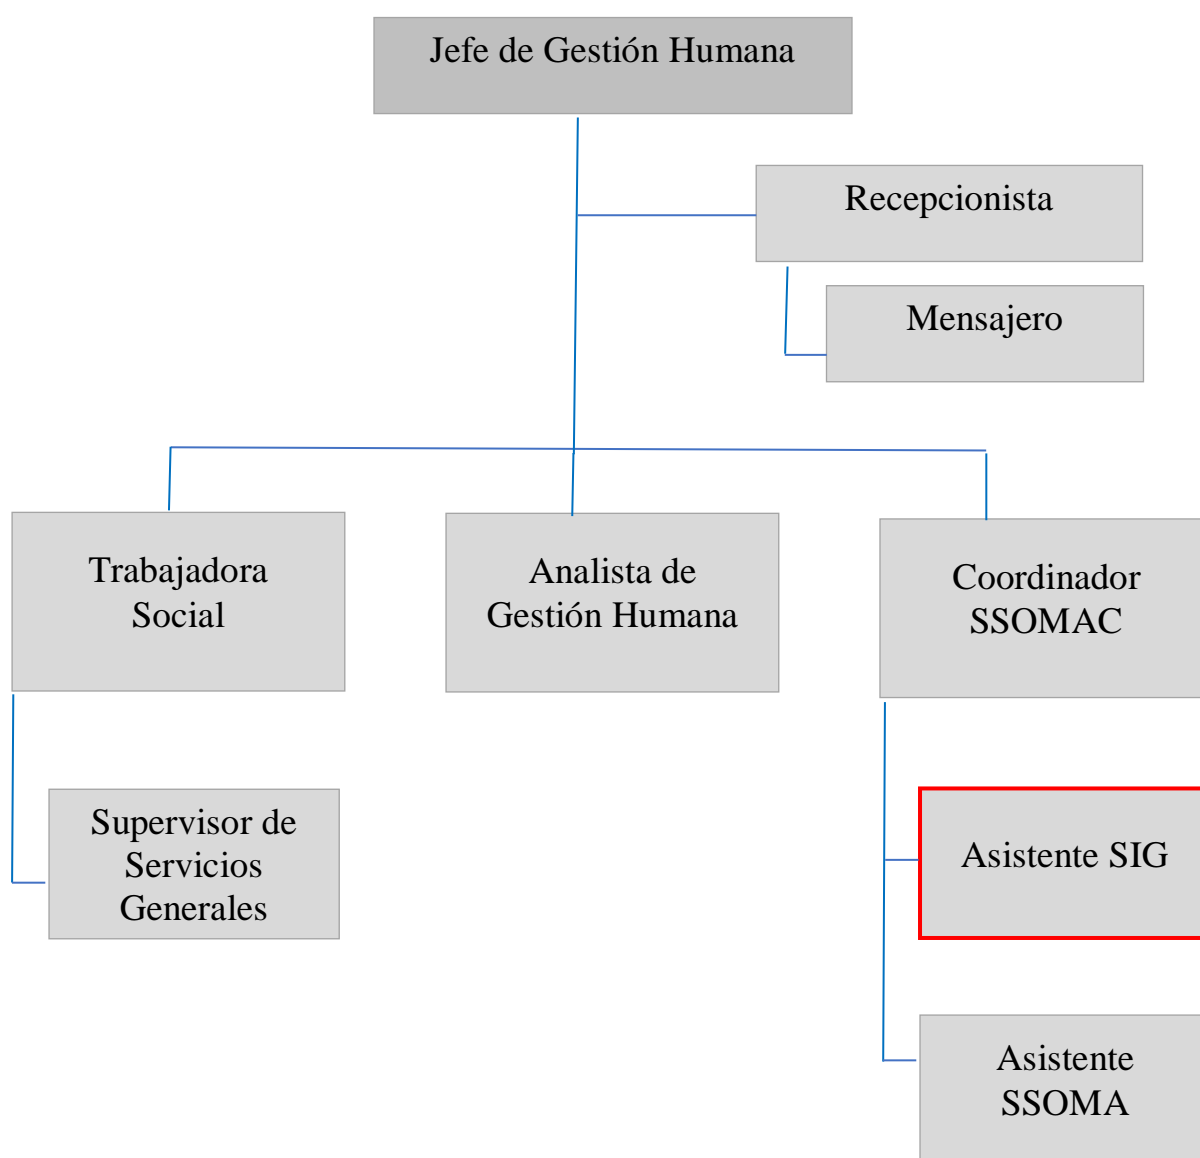 Jefe de Gestión Humana
Recepcionista
Mensajero
Trabajadora
Social
Analista de
Gestión Humana
Coordinador
SSOMAC
Supervisor de
Servicios
Generales
Asistente SIG
Asistente
SSOMA